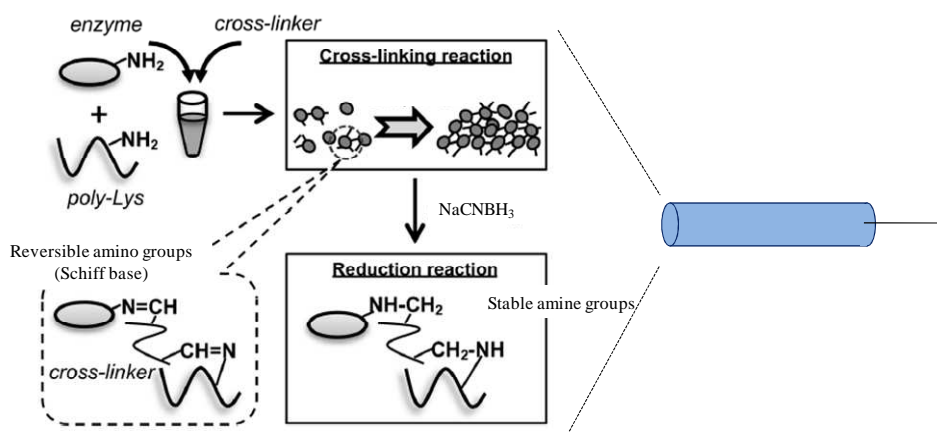 enzyme
cross-linker
NH₂
+
NH₂
poly-Lys
Cross-linking reaction
NaCNBH₃
Reversible amino groups
(Schiff base)
N=CH
CH=N
cross-linker
Reduction reaction
NH-CH₂
Stable amine groups
CH₂-NH